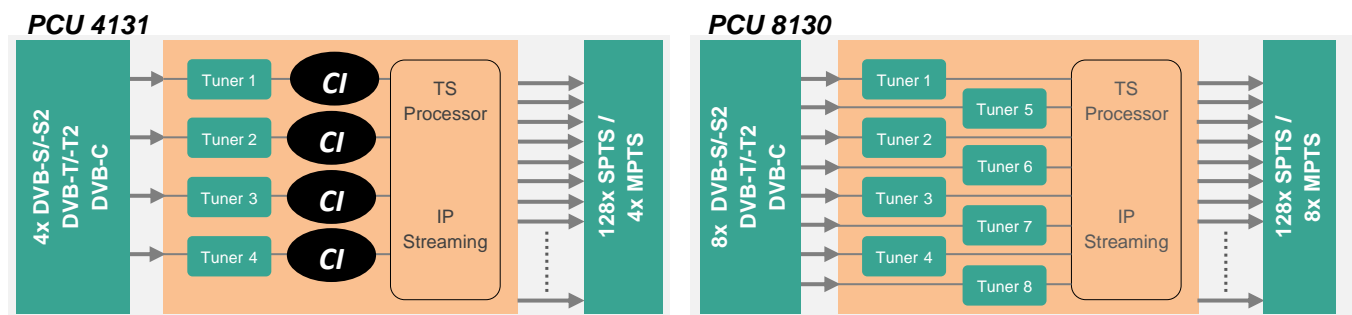 PCU 4131
4x DVB-S/-S2
DVB-T/-T2
DVB-C
Tuner 1
CI
Tuner 2
CI
Tuner 3
CI
Tuner 4
CI
TS
Processor
IP
Streaming
128x SPTS /
4x MPTS
PCU 8130
8x DVB-S/-S2
DVB-T/-T2
DVB-C
Tuner 1
Tuner 5
Tuner 2
Tuner 6
Tuner 3
Tuner 7
Tuner 4
Tuner 8
TS
Processor
IP
Streaming
128x SPTS /
8x MPTS